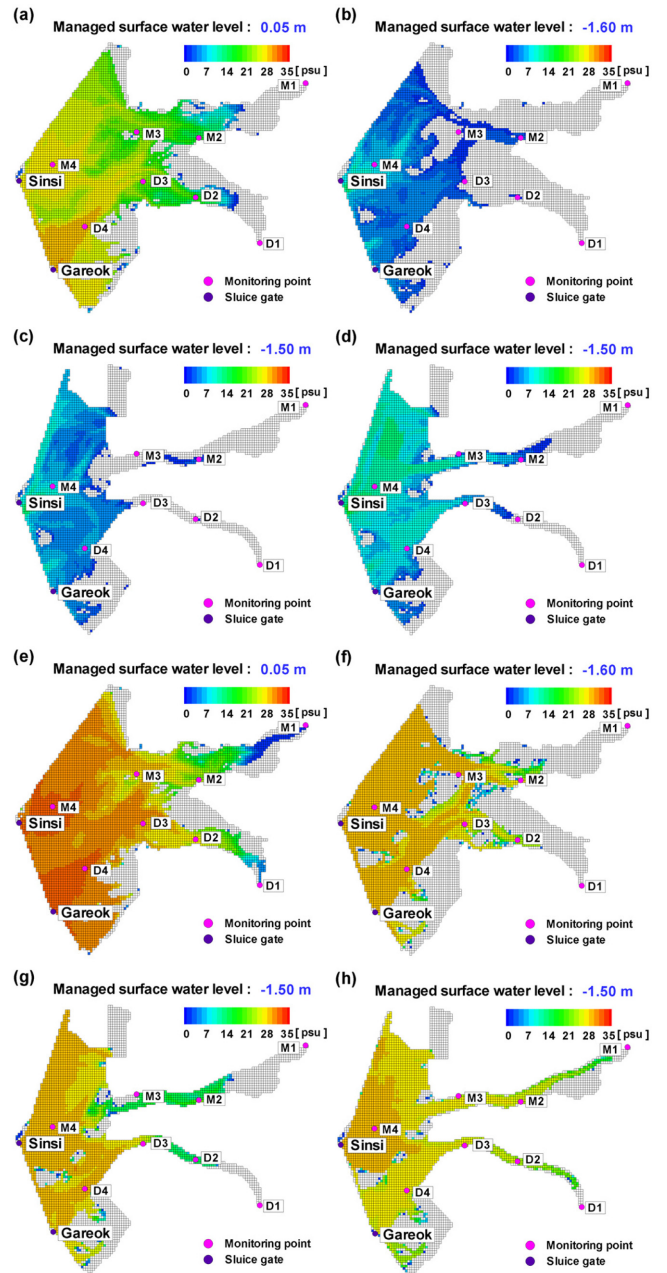 (a)
Managed surface water level : 0.05 m
0 7 14 21 28 35 [ psu ]
M1
M3
M2
M4
Sinsi
D3
D2
D4
D1
Gareok
Monitoring point
Sluice gate
(b)
Managed surface water level : -1.60 m
0 7 14 21 28 35 [ psu ]
M1
M3
M2
M4
Sinsi
D3
D2
D4
D1
Gareok
Monitoring point
Sluice gate
(c)
Managed surface water level : -1.50 m
0 7 14 21 28 35 [ psu ]
M1
M3
M2
M4
Sinsi
D3
D2
D4
D1
Gareok
Monitoring point
Sluice gate
(d)
Managed surface water level : -1.50 m
0 7 14 21 28 35 [ psu ]
M1
M3
M2
M4
Sinsi
D3
D2
D4
D1
Gareok
Monitoring point
Sluice gate
(e)
Managed surface water level : 0.05 m
0 7 14 21 28 35 [ psu ]
M1
M3
M2
M4
Sinsi
D3
D2
D4
D1
Gareok
Monitoring point
Sluice gate
(f)
Managed surface water level : -1.60 m
0 7 14 21 28 35 [ psu ]
M1
M3
M2
M4
Sinsi
D3
D2
D4
D1
Gareok
Monitoring point
Sluice gate
(g)
Managed surface water level : -1.50 m
0 7 14 21 28 35 [ psu ]
M1
M3
M2
M4
Sinsi
D3
D2
D4
D1
Gareok
Monitoring point
Sluice gate
(h)
Managed surface water level : -1.50 m
0 7 14 21 28 35 [ psu ]
M1
M3
M2
M4
Sinsi
D3
D2
D4
D1
Gareok
Monitoring point
Sluice gate